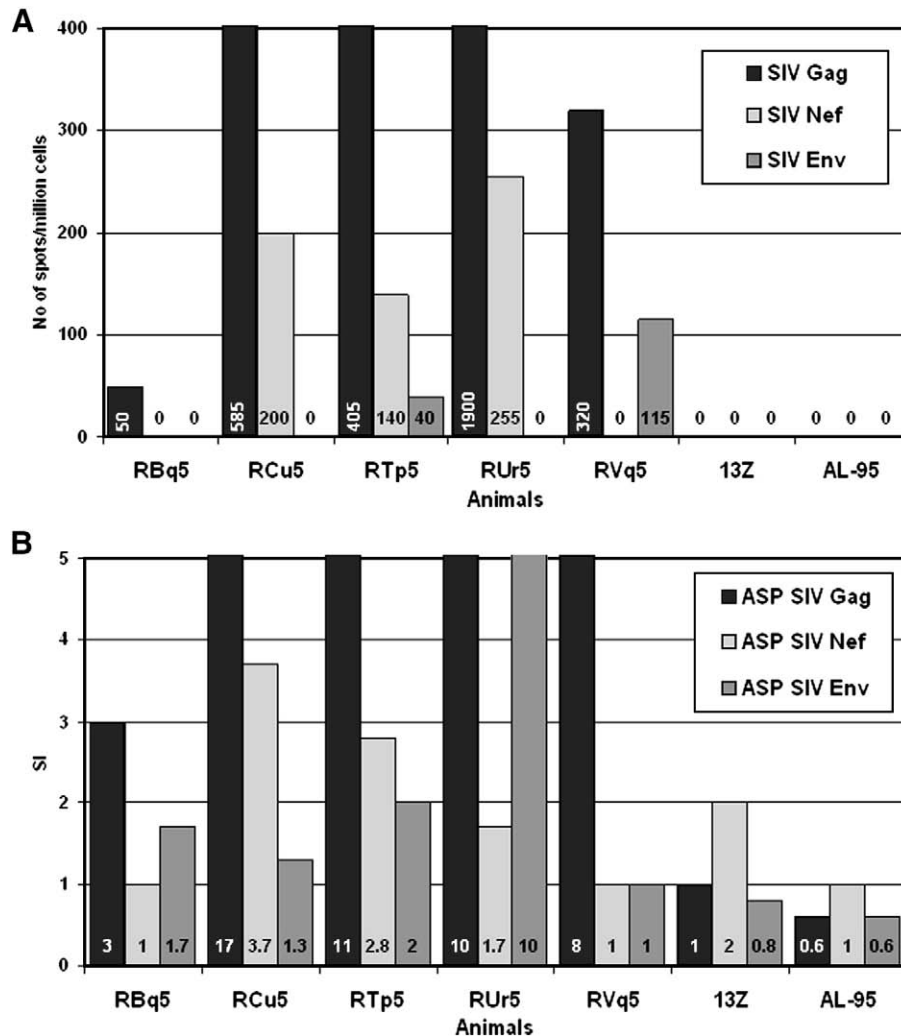 A
400
300
200
100
0
No of spots/million cells
SIV Gag
SIV Nef
SIV Env
50 0 0 585 200 0 405 140 40 1900 255 0 320 0 115 0 0 0 0 0 0
RBq5 RCu5 RTp5 RUr5 RVq5 13Z AL-95
Animals
B
5
4
3
2
1
0
SI
ASP SIV Gag
ASP SIV Nef
ASP SIV Env
3 1 1.7 17 3.7 1.3 11 2.8 2 10 1.7 10 8 1 1 1 2 0.8 0.6 1 0.6
RBq5 RCu5 RTp5 RUr5 RVq5 13Z AL-95
Animals